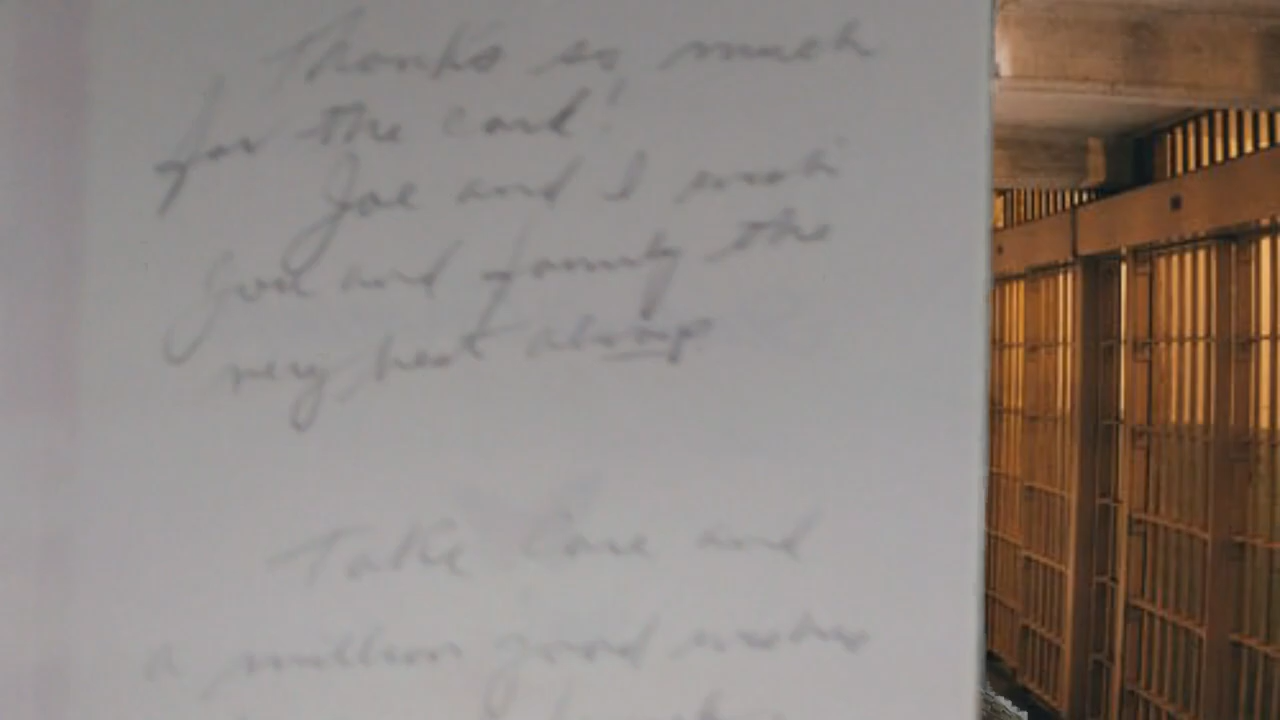 Thanks so much
for the card!
Joe and I wish
you and family the
very best always
Take Care and
a million good wishes